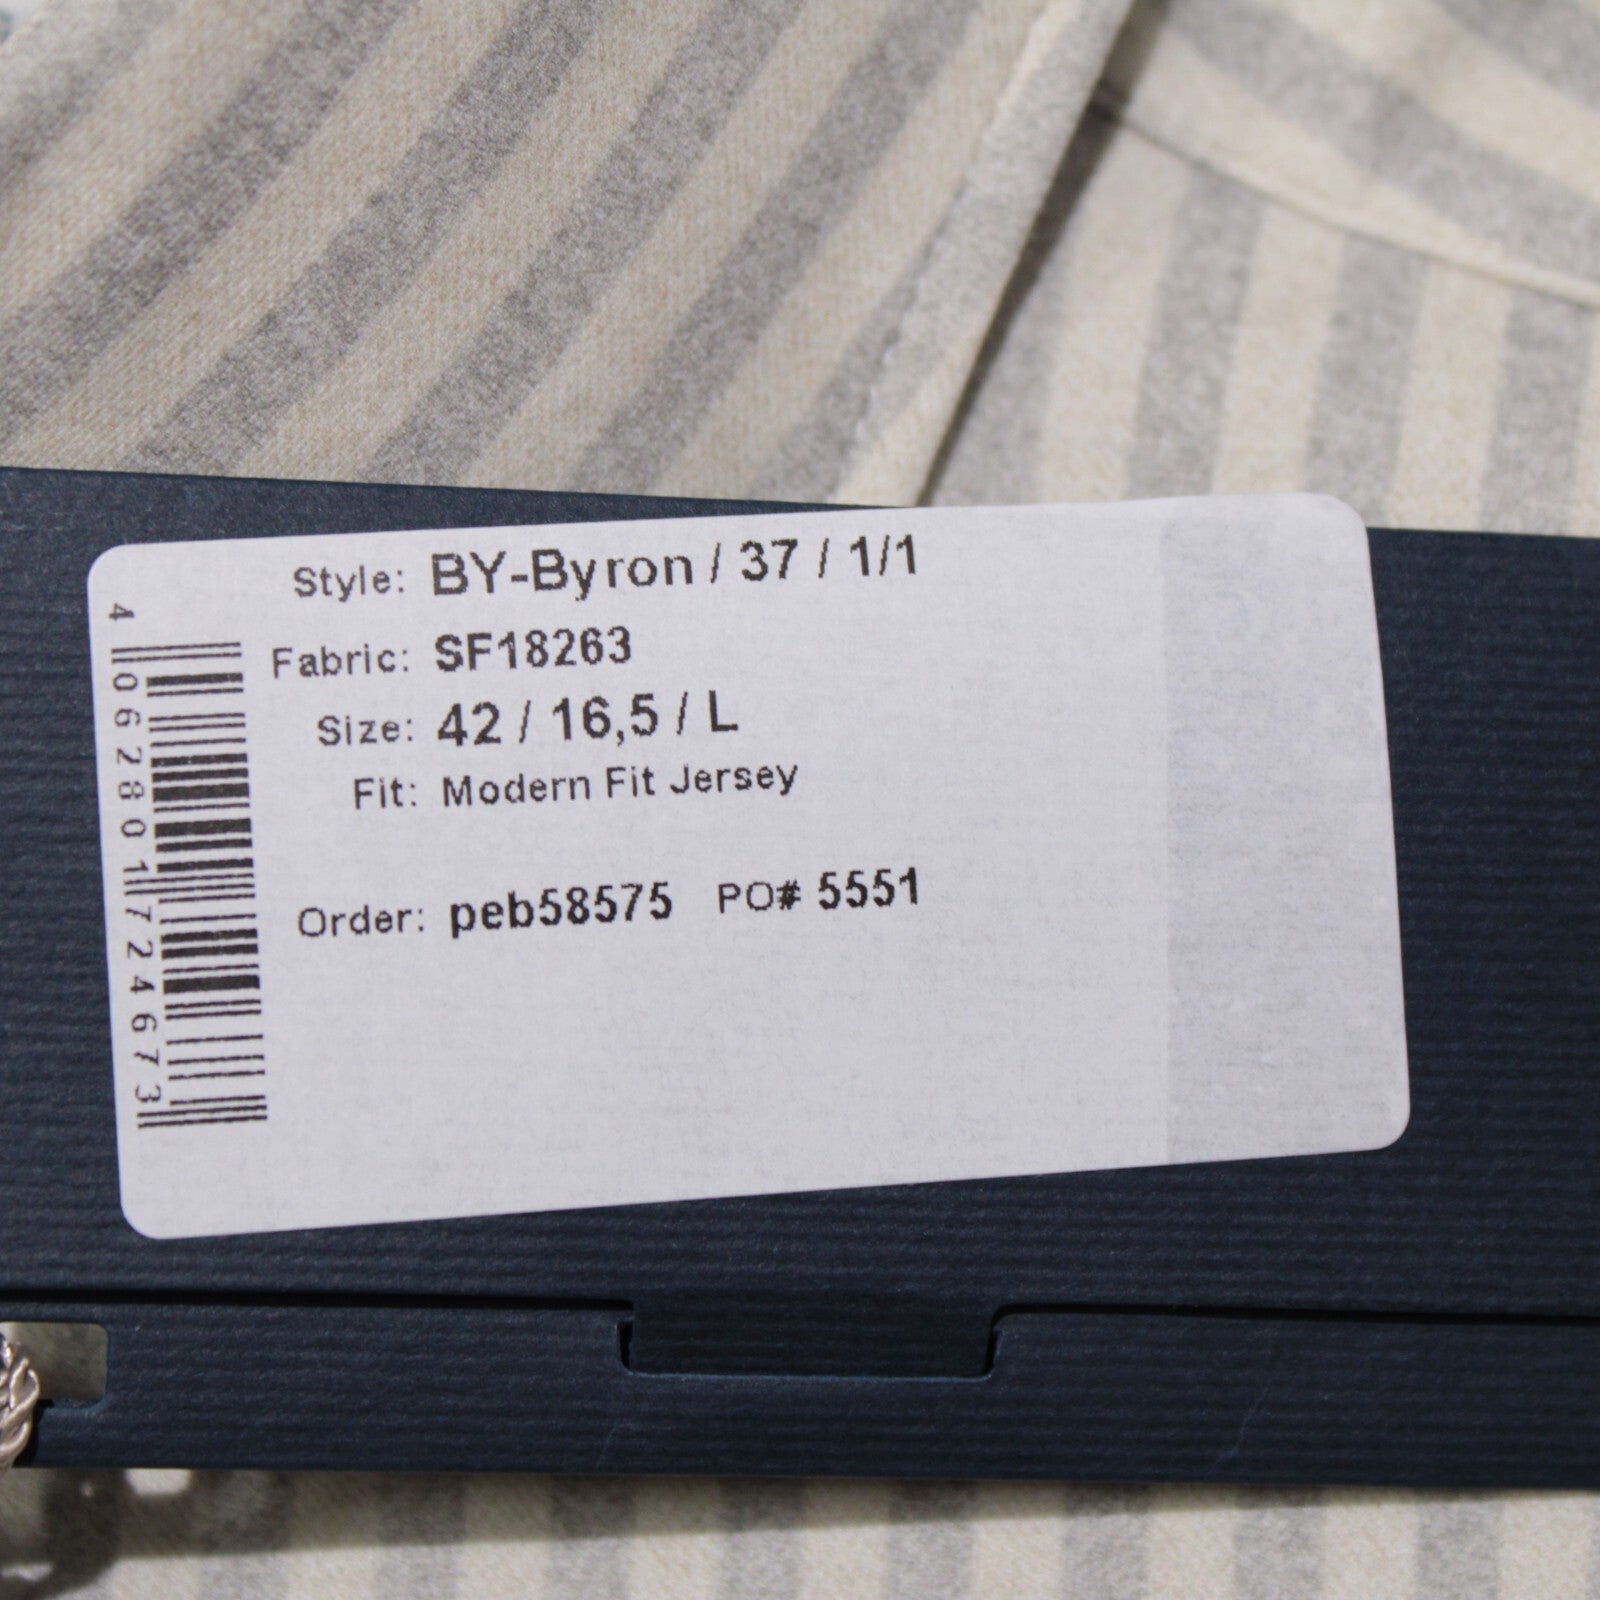 Style: BY-Byron / 37 / 1/1
Fabric: SF18263
Size: 42 / 16,5 / L
Fit: Modern Fit Jersey
Order: peb58575 PO# 5551
4 062801 724673